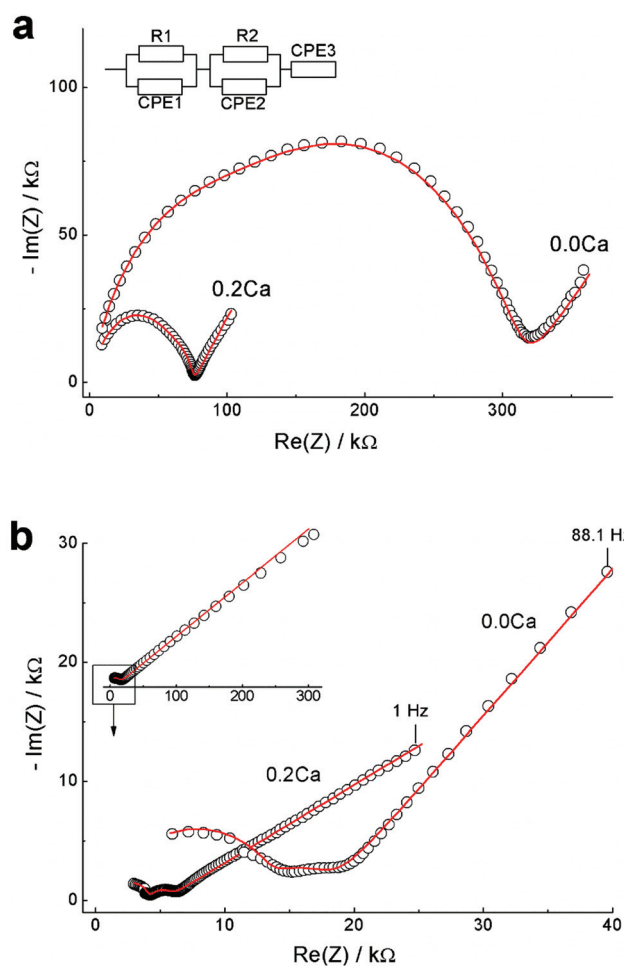 a
R1 R2
CPE3
CPE1 CPE2
100
50
0
- Im(Z) / kΩ
0.0Ca
0.2Ca
0 100 200 300
Re(Z) / kΩ
b
30
20
10
0
- Im(Z) / kΩ
88.1 Hz
0.0Ca
0 100 200 300
1 Hz
0.2Ca
0 10 20 30 40
Re(Z) / kΩ